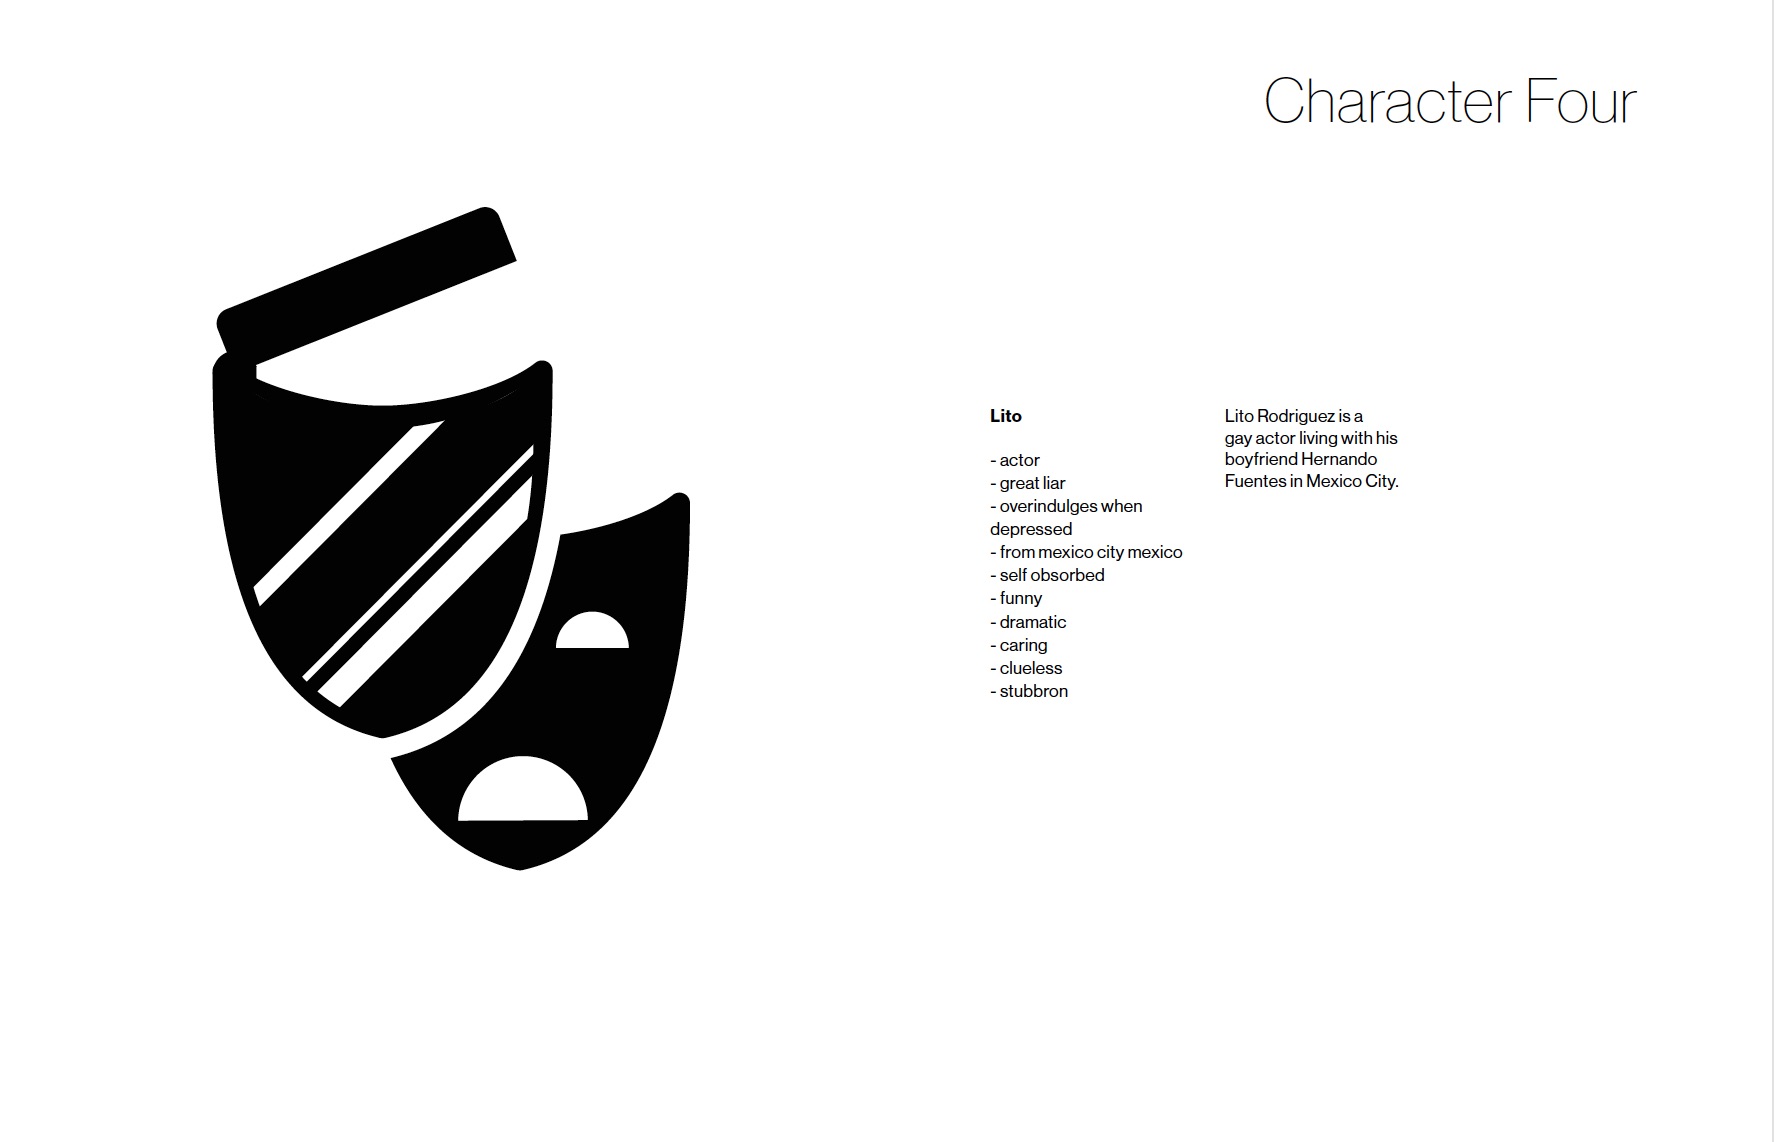 Character Four
Lito
- actor
- great liar
- overindulges when
depressed
- from mexico city mexico
- self obsorbed
- funny
- dramatic
- caring
- clueless
- stubbron
Lito Rodriguez is a
gay actor living with his
boyfriend Hernando
Fuentes in Mexico City.